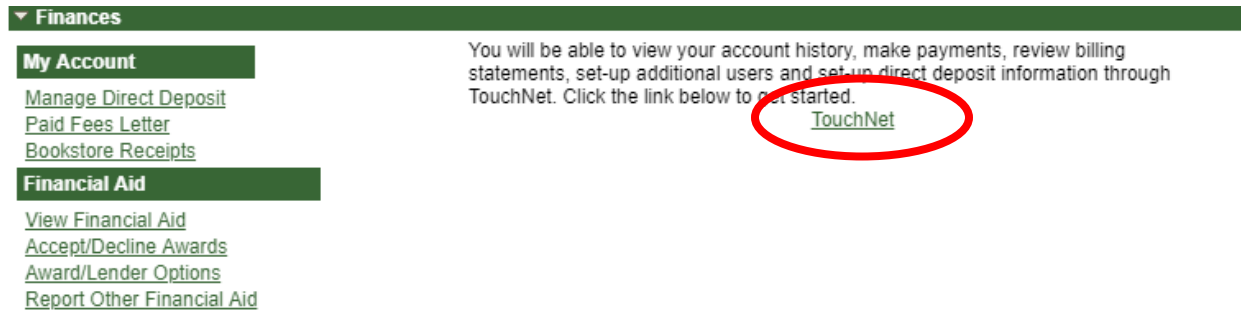 Finances
My Account
Manage Direct Deposit
Paid Fees Letter
Bookstore Receipts
Financial Aid
View Financial Aid
Accept/Decline Awards
Award/Lender Options
Report Other Financial Aid
You will be able to view your account history, make payments, review billing
statements, set-up additional users and set-up direct deposit information through
TouchNet. Click the link below to get started.
TouchNet